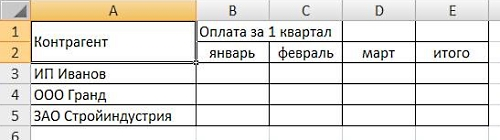 A B C D E
1 Контрагент Оплата за 1 квартал
2 январь февраль март итого
3 ИП Иванов
4 ООО Гранд
5 ЗАО Стройиндустрия
6